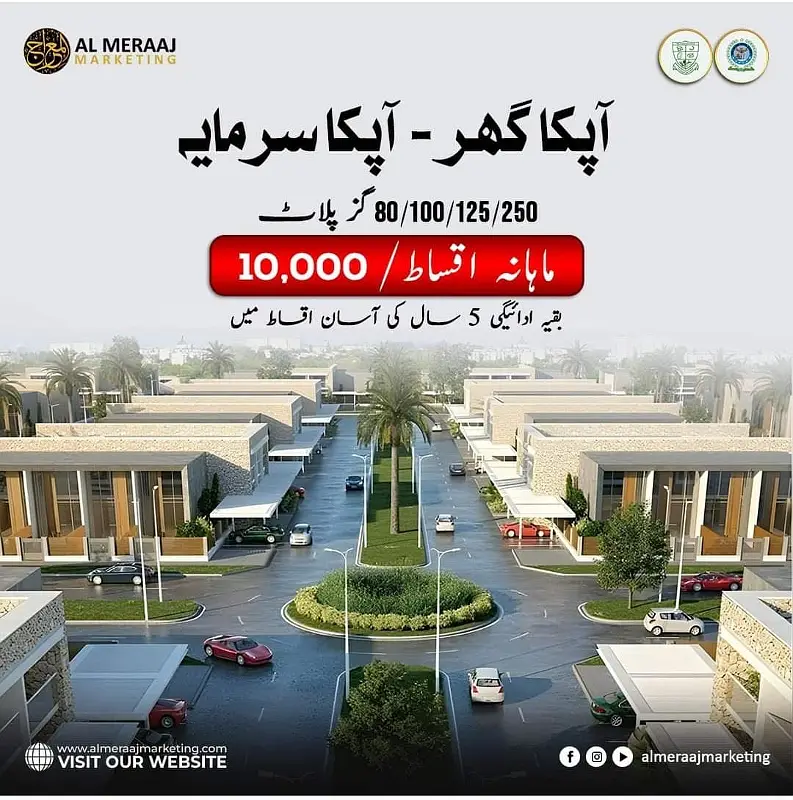 AL MERAAJ
MARKETING
آپکا گھر - آپکا سرمایہ
80/100/125/250 گز پلاٹ
ماہانہ اقساط/ 10,000
بقیہ ادائیگی 5 سال کی آسان اقساط میں
www.almeraajmarketing.com
VISIT OUR WEBSITE
almeraajmarketing